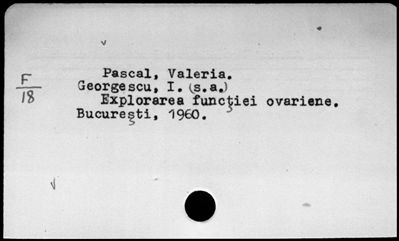 Pascal, Valeria.
F
18
Georgescu, I. (s.a.)
Explorarea funcţiei ovariene.
Bucureşti, 1960.